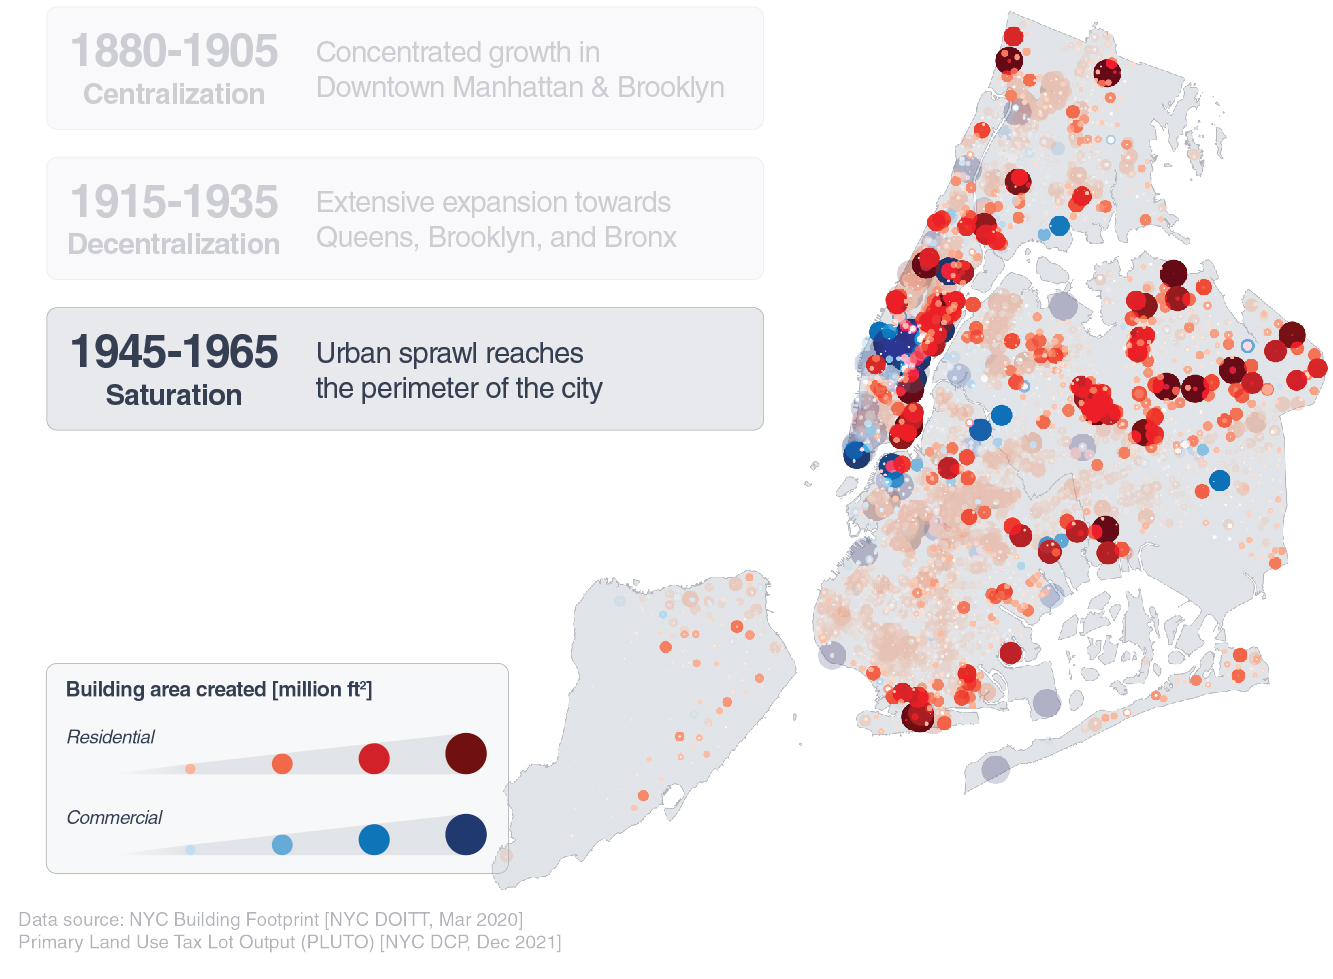 1880-1905
Centralization
Concentrated growth in
Downtown Manhattan & Brooklyn
1915-1935
Decentralization
Extensive expansion towards
Queens, Brooklyn, and Bronx
1945-1965
Saturation
Urban sprawl reaches
the perimeter of the city
Building area created [million ft²]
Residential
Commercial
Data source: NYC Building Footprint [NYC DOITT, Mar 2020]
Primary Land Use Tax Lot Output (PLUTO) [NYC DCP, Dec 2021]